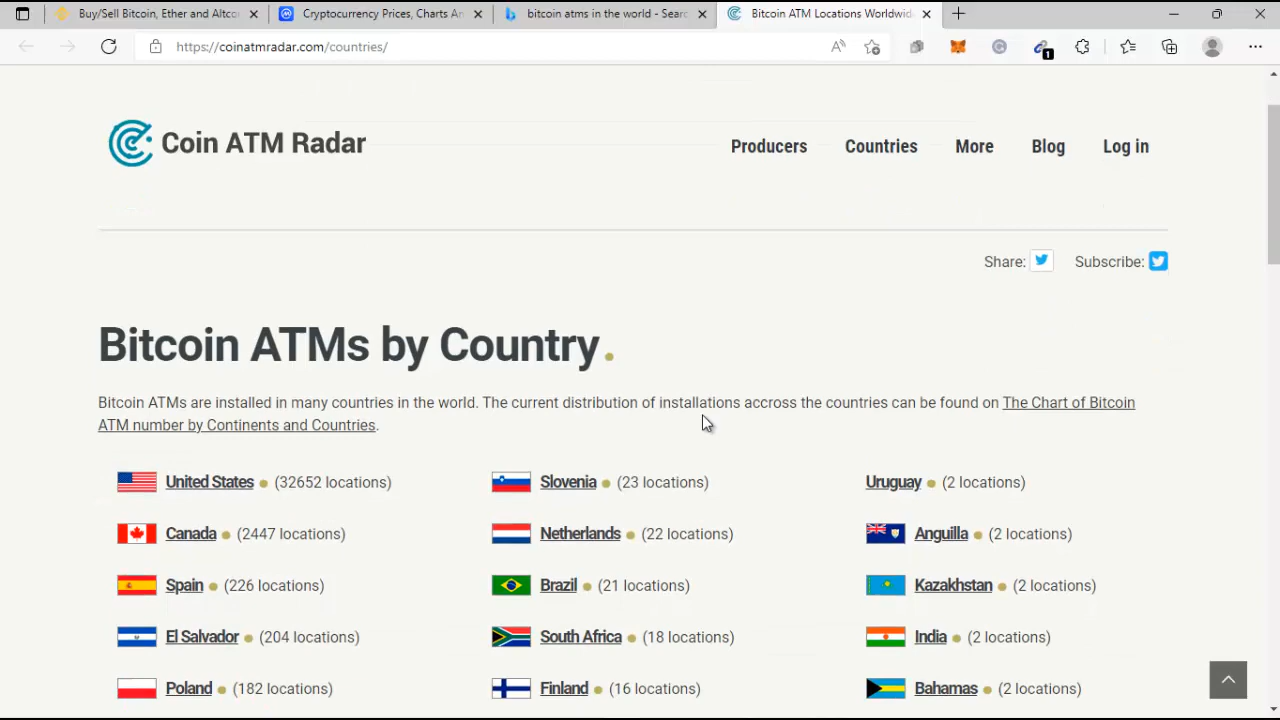 Buy/Sell Bitcoin, Ether and Altco
Cryptocurrency Prices, Charts An
bitcoin atms in the world - Searc
Bitcoin ATM Locations Worldwide
https://coinatmradar.com/countries/
1
Coin ATM Radar
Producers
Countries
More
Blog
Log in
Share:
Subscribe:
Bitcoin ATMs by Country.
Bitcoin ATMs are installed in many countries in the world. The current distribution of installations accross the countries can be found on The Chart of Bitcoin
ATM number by Continents and Countries.
United States (32652 locations)
Slovenia (23 locations)
Uruguay (2 locations)
Canada (2447 locations)
Netherlands (22 locations)
Anguilla (2 locations)
Spain (226 locations)
Brazil (21 locations)
Kazakhstan (2 locations)
El Salvador (204 locations)
South Africa (18 locations)
India (2 locations)
Poland (182 locations)
Finland (16 locations)
Bahamas (2 locations)